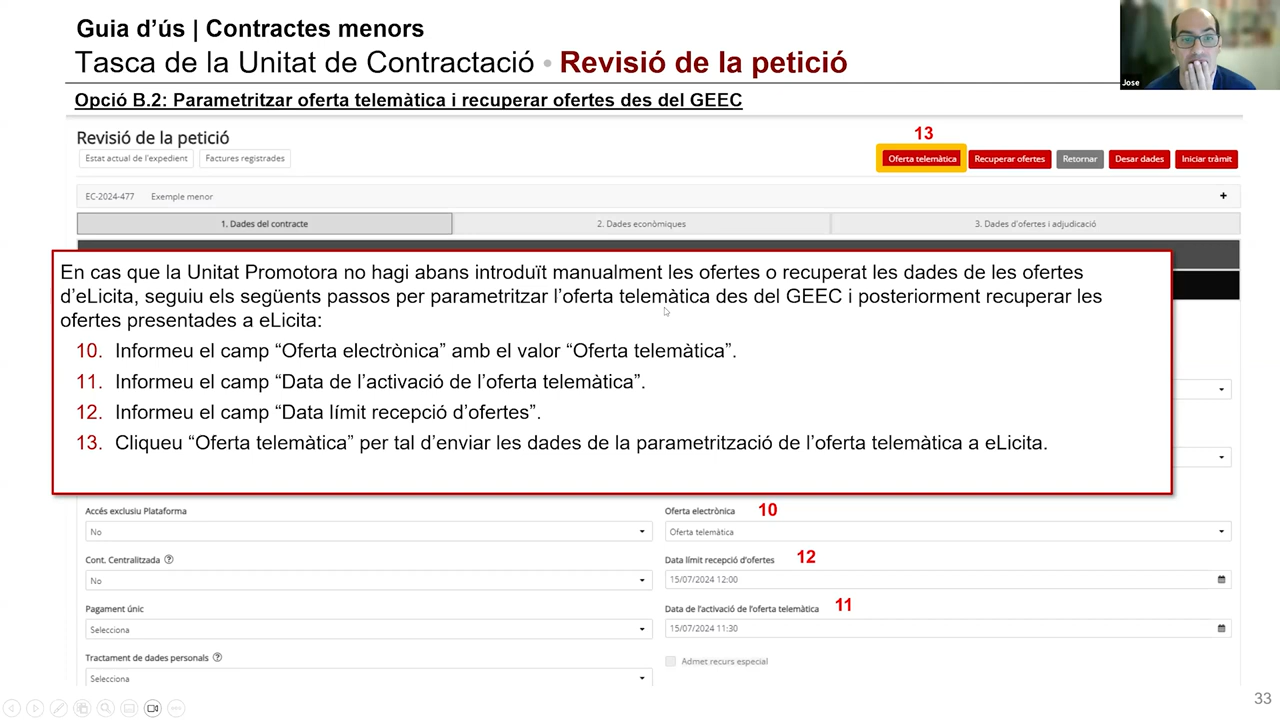 Guia d’ús | Contractes menors
Tasca de la Unitat de Contractació • Revisió de la petició
Jose
Opció B.2: Parametritzar oferta telemàtica i recuperar ofertes des del GEEC
Revisió de la petició
13
Estat actual de l'expedient
Factures registrades
Oferta telemàtica
Recuperar ofertes
Retornar
Desar dades
Iniciar tràmit
EC-2024-477
Exemple menor
+
1. Dades del contracte
2. Dades econòmiques
3. Dades d'ofertes i adjudicació
En cas que la Unitat Promotora no hagi abans introduït manualment les ofertes o recuperat les dades de les ofertes
d’eLicita, seguiu els següents passos per parametritzar l’oferta telemàtica des del GEEC i posteriorment recuperar les
ofertes presentades a eLicita:
10. Informeu el camp “Oferta electrònica” amb el valor “Oferta telemàtica”.
11. Informeu el camp “Data de l’activació de l’oferta telemàtica”.
12. Informeu el camp “Data límit recepció d’ofertes”.
13. Cliqueu “Oferta telemàtica” per tal d’enviar les dades de la parametrització de l’oferta telemàtica a eLicita.
Accés exclusiu Plataforma
Oferta electrònica
10
No
Oferta telemàtica
Cont. Centralitzada ?
Data límit recepció d'ofertes
12
No
15/07/2024 12:00
Pagament únic
Data de l'activació de l'oferta telemàtica
11
Selecciona
15/07/2024 11:30
Tractament de dades personals ?
Admet recurs especial
Selecciona
33